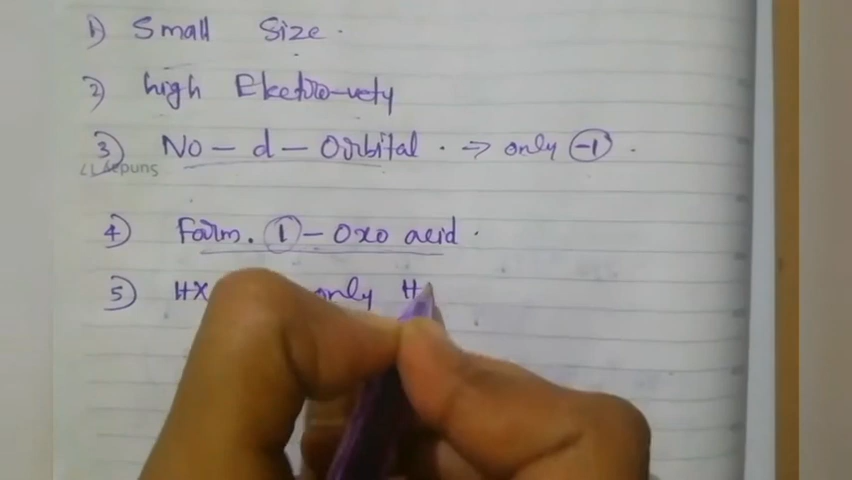 1) Small Size.
2) high Electro-vety
3) No - d - Orbital. → only (-1).
4) Form. (1) - Oxo acid.
5) HX only H